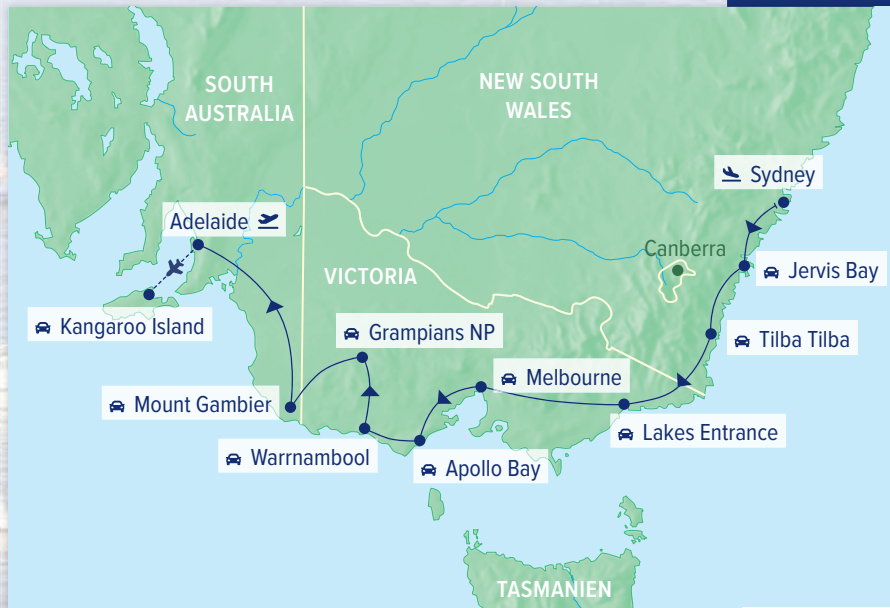 SOUTH
AUSTRALIA
NEW SOUTH
WALES
Sydney
Adelaide
Canberra
Jervis Bay
VICTORIA
Kangaroo Island
Grampians NP
Tilba Tilba
Melbourne
Mount Gambier
Lakes Entrance
Warrnambool
Apollo Bay
TASMANIEN